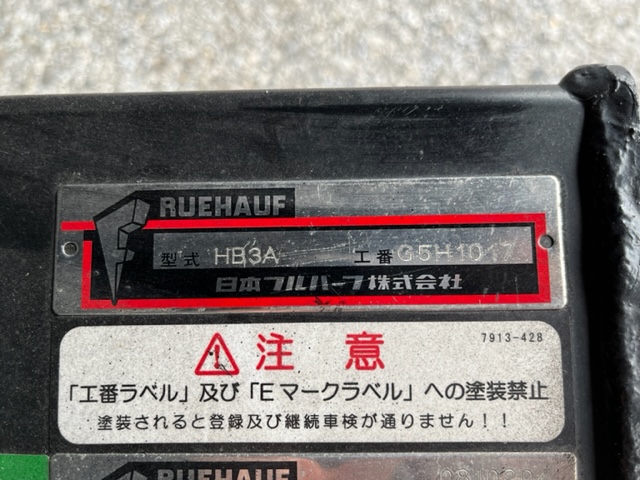 FRUEHAUF
型式 HB3A 工番 G5H1017
日本フルハーフ株式会社
7913-428
注意
「工番ラベル」及び「Eマークラベル」への塗装禁止
塗装されると登録及び継続車検が通りません!!
RUEHAUF